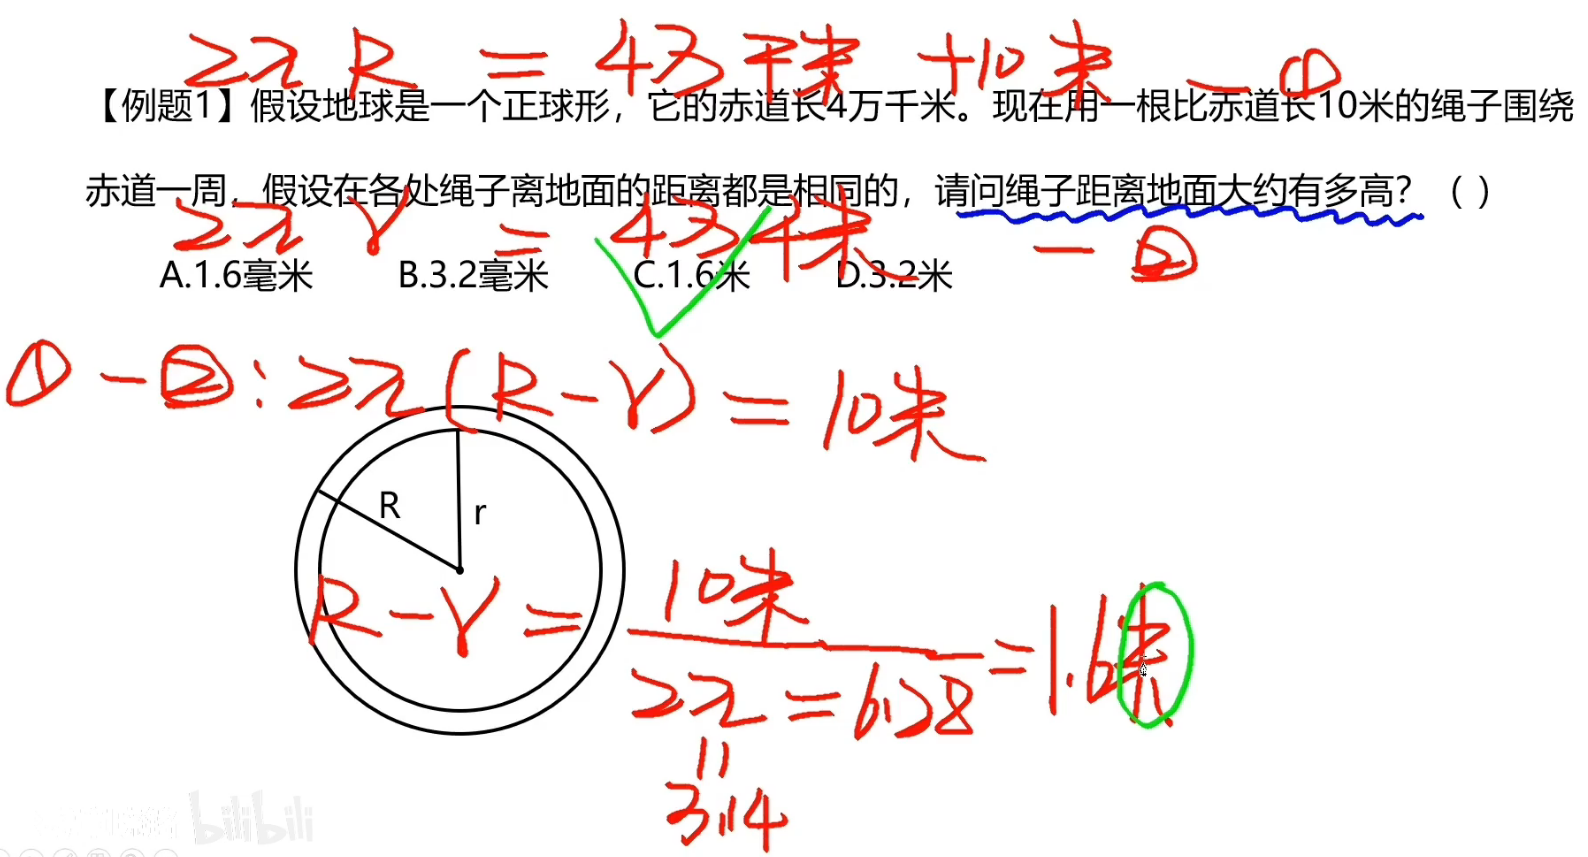 2πR = 4万千米 +10米 — ①
【例题1】假设地球是一个正球形，它的赤道长4万千米。现在用一根比赤道长10米的绳子围绕
赤道一周，假设在各处绳子离地面的距离都是相同的，请问绳子距离地面大约有多高？（ ）
2πr = 4万千米 — ②
A.1.6毫米 B.3.2毫米 C.1.6米 D.3.2米
① — ②：2π(R-r) = 10米
R r
R-r = 10米
2π = 6.28 = 1.6米
11
3.14
bilibili